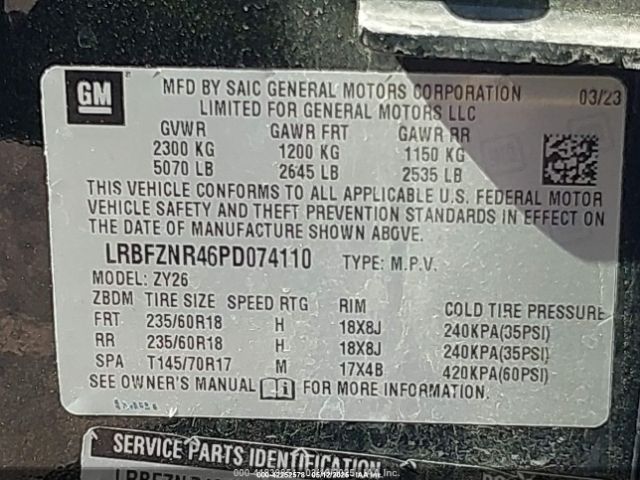 GM
MFD BY SAIC GENERAL MOTORS CORPORATION 03/23
LIMITED FOR GENERAL MOTORS LLC
GVWR GAWR FRT GAWR RR
2300 KG 1200 KG 1150 KG
5070 LB 2645 LB 2535 LB
THIS VEHICLE CONFORMS TO ALL APPLICABLE U.S. FEDERAL MOTOR
VEHICLE SAFETY AND THEFT PREVENTION STANDARDS IN EFFECT ON
THE DATE OF MANUFACTURE SHOWN ABOVE.
LRBFZNR46PD074110 TYPE: M.P.V.
MODEL: ZY26
ZBDM TIRE SIZE SPEED RTG RIM COLD TIRE PRESSURE
FRT 235/60R18 H 18X8J 240KPA(35PSI)
RR 235/60R18 H 18X8J 240KPA(35PSI)
SPA T145/70R17 M 17X4B 420KPA(60PSI)
SEE OWNER'S MANUAL FOR MORE INFORMATION.
SERVICE PARTS IDENTIFICATION